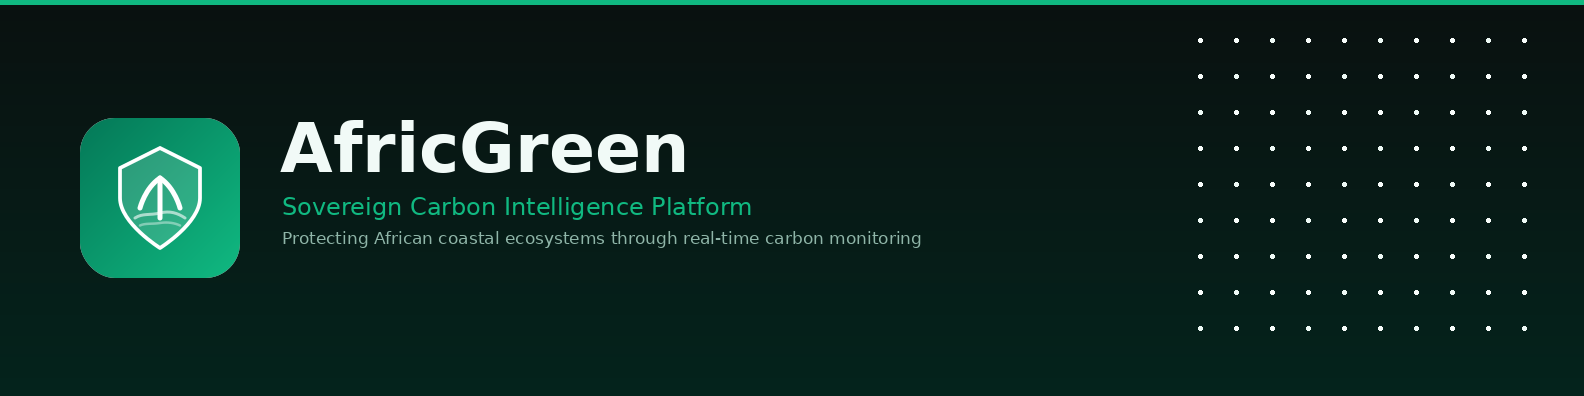 AfricGreen
Sovereign Carbon Intelligence Platform
Protecting African coastal ecosystems through real-time carbon monitoring